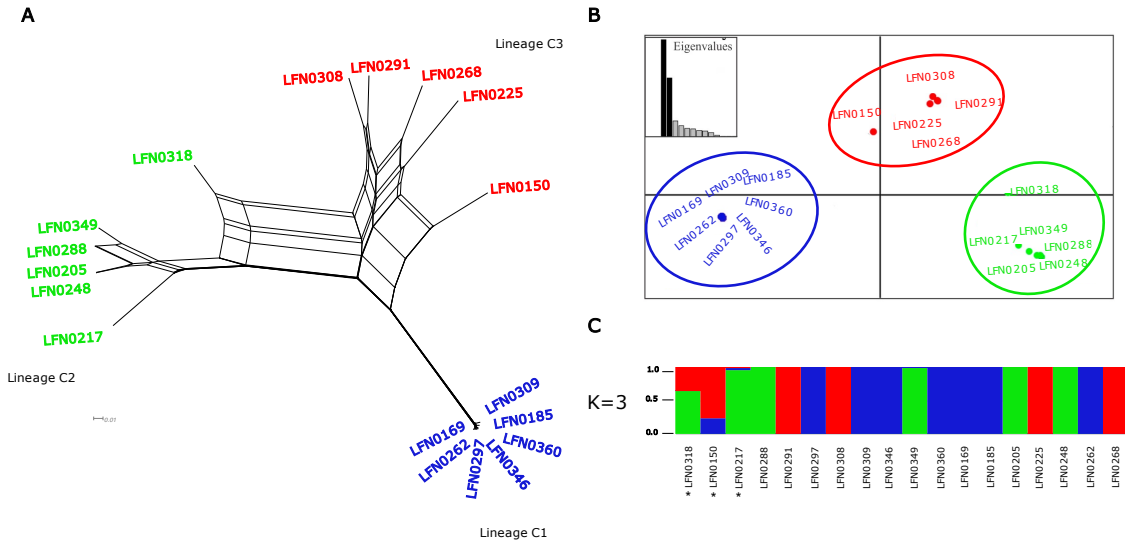 A
Lineage C3
LFN0308
LFN0291
LFN0268
LFN0225
LFN0318
LFN0150
LFN0349
LFN0288
LFN0205
LFN0248
LFN0217
Lineage C2
0.01
LFN0309
LFN0185
LFN0169
LFN0360
LFN0262
LFN0297
LFN0346
Lineage C1
B
Eigenvalues
LFN0308
LFN0150
LFN0291
LFN0225
LFN0268
LFN0309
LFN0185
LFN0169
LFN0360
LFN0262
LFN0297
LFN0346
LFN0318
LFN0349
LFN0217
LFN0288
LFN0205
LFN0248
C
K=3
1.0
0.5
0.0
* LFN0318
* LFN0150
* LFN0217
LFN0288
LFN0291
LFN0297
LFN0308
LFN0309
LFN0346
LFN0349
LFN0360
LFN0169
LFN0185
LFN0205
LFN0225
LFN0248
LFN0262
LFN0268